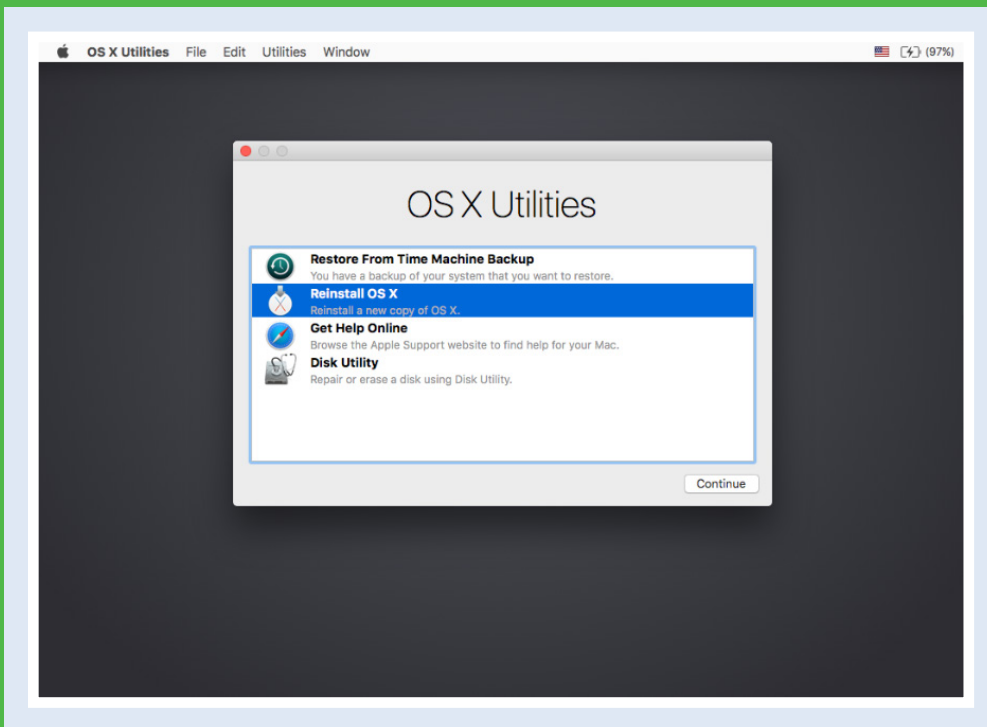 OS X Utilities File Edit Utilities Window (97%)
OS X Utilities
Restore From Time Machine Backup
You have a backup of your system that you want to restore.
Reinstall OS X
Reinstall a new copy of OS X.
Get Help Online
Browse the Apple Support website to find help for your Mac.
Disk Utility
Repair or erase a disk using Disk Utility.
Continue